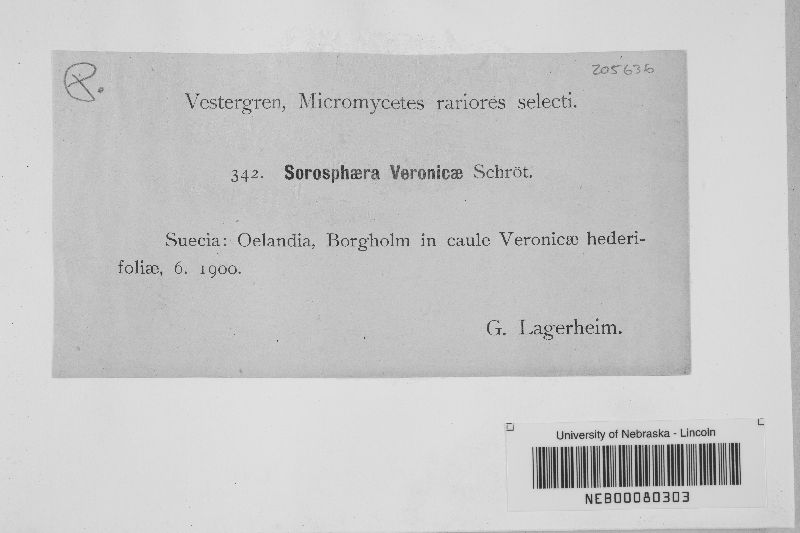 R.
205636
Vestergren, Micromycetes rariores selecti.
342. Sorosphæra Veronicæ Schröt.
Suecia: Oelandia, Borgholm in caule Veronicæ hederi-
foliæ, 6. 1900.
G. Lagerheim.
University of Nebraska - Lincoln
NEB00080303